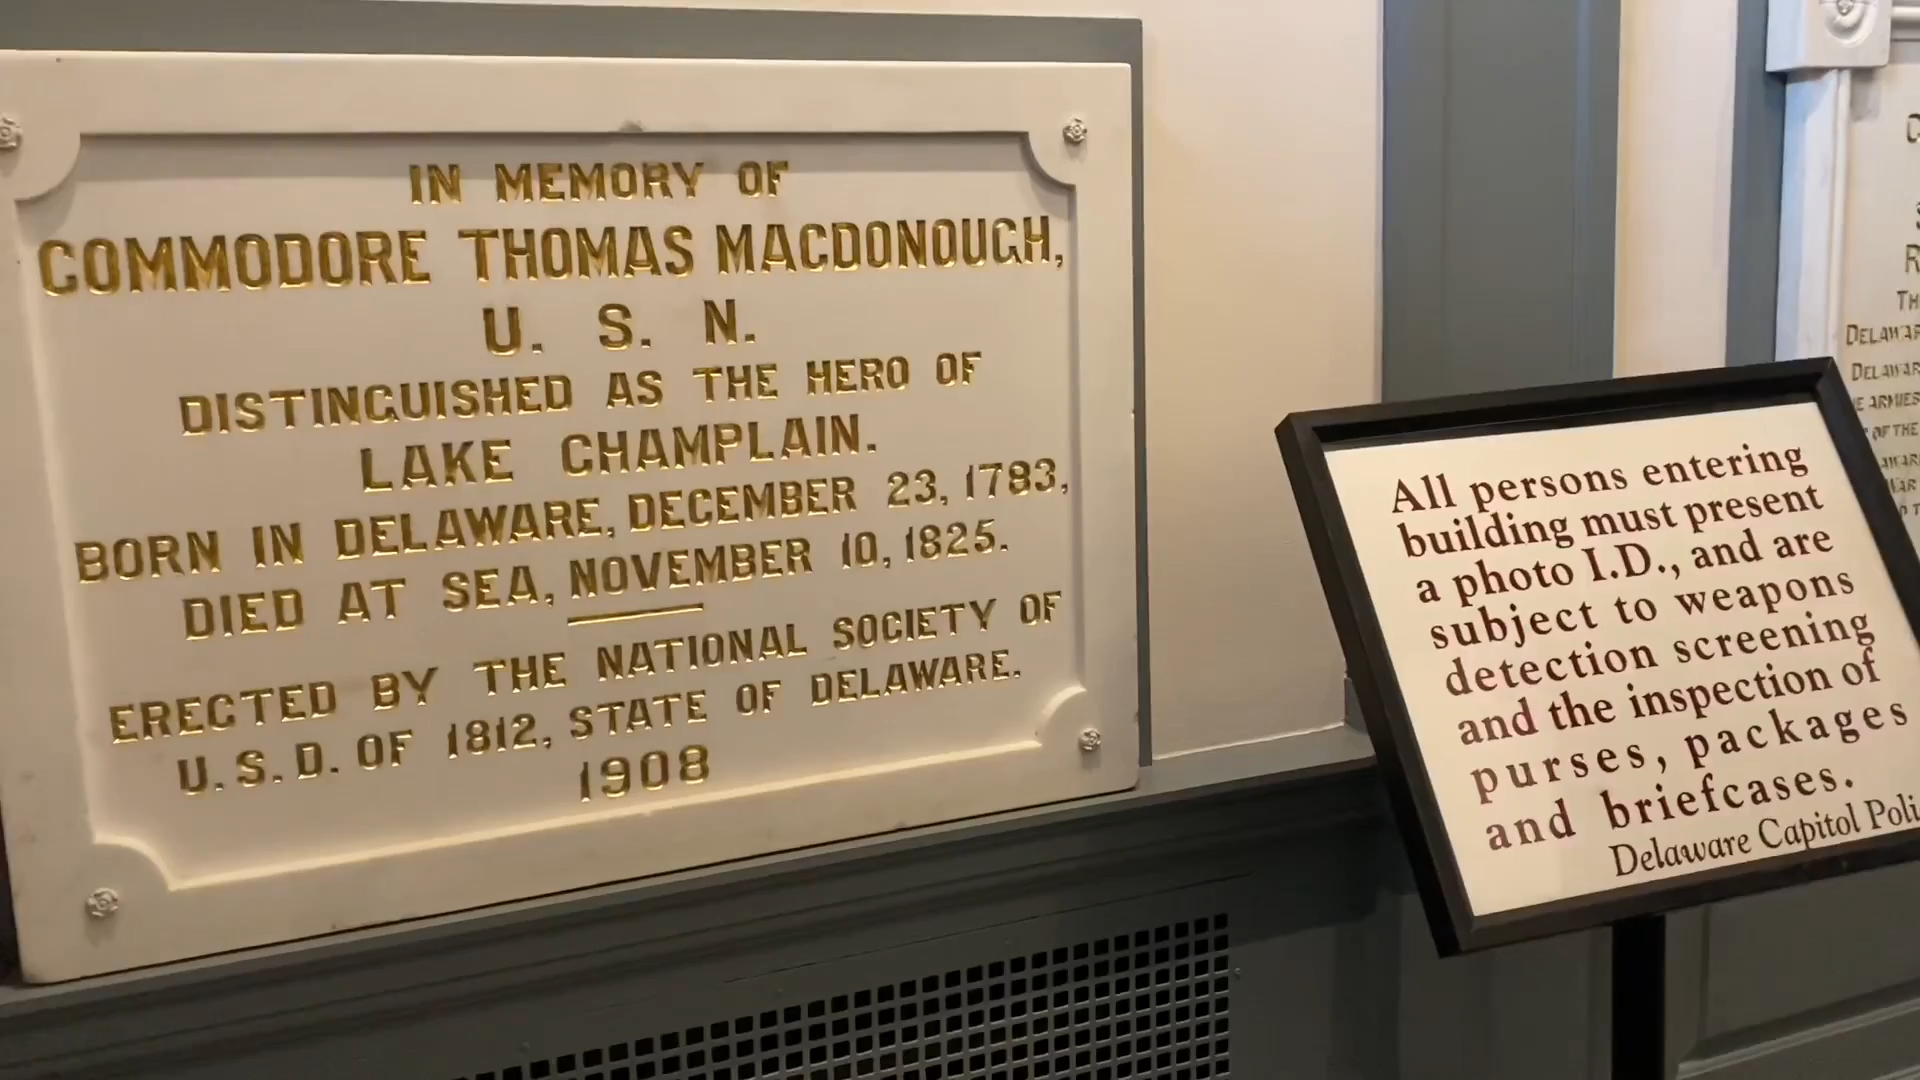 IN MEMORY OF
COMMODORE THOMAS MACDONOUGH,
U. S. N.
DISTINGUISHED AS THE HERO OF
LAKE CHAMPLAIN.
BORN IN DELAWARE, DECEMBER 23, 1783,
DIED AT SEA, NOVEMBER 10, 1825.
ERECTED BY THE NATIONAL SOCIETY OF
U.S.D. OF 1812, STATE OF DELAWARE.
1908
All persons entering
building must present
a photo I.D., and are
subject to weapons
detection screening
and the inspection of
purses, packages
and briefcases.
Delaware Capitol
OF THE